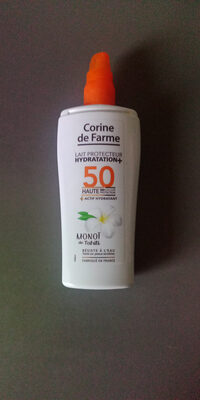 Corine
de Farme
LAIT PROTECTEUR
HYDRATATION+
50
HAUTE
+ ACTIF HYDRATANT
MONOÏ
de Tahiti
RÉSISTE À L'EAU
FABRIQUÉ EN FRANCE